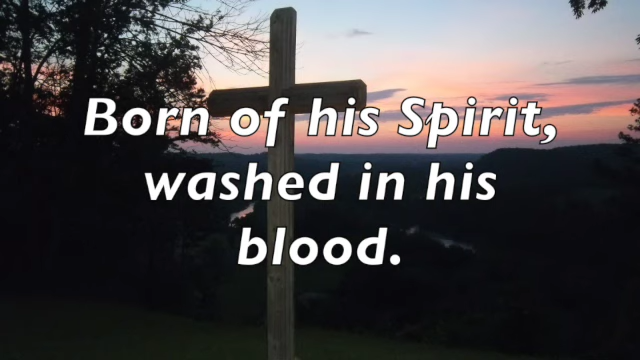 Born of his Spirit,
washed in his
blood.